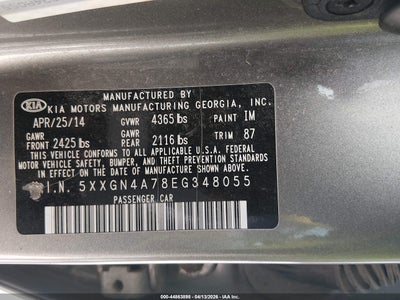 MANUFACTURED BY
KIA KIA MOTORS MANUFACTURING GEORGIA, INC.
APR/25/14 GVWR 4365 lbs PAINT IM
GAWR FRONT 2425 lbs GAWR REAR 2116 lbs TRIM 87
THIS VEHICLE CONFORMS TO ALL APPLICABLE U.S. FEDERAL
MOTOR VEHICLE SAFETY, BUMPER, AND THEFT PREVENTION
STANDARDS IN EFFECT ON THE DATE OF MANUFACTURE SHOWN ABOVE.
I.N. 5XXGN4A78EG348055
PASSENGER CAR
000-44863898 - 04/13/2026 - IAA, Inc.